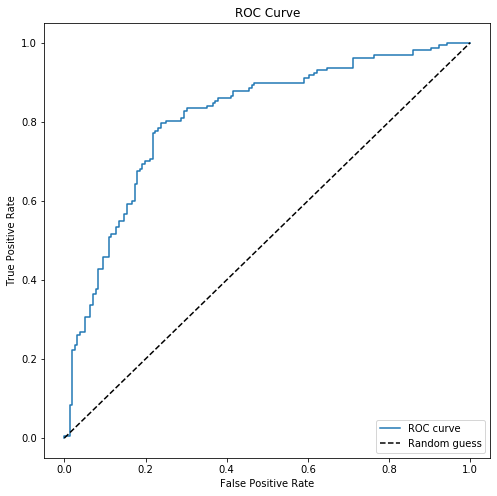 ROC Curve
True Positive Rate
1.0
0.8
0.6
0.4
0.2
0.0
0.0 0.2 0.4 0.6 0.8 1.0
False Positive Rate
ROC curve
Random guess